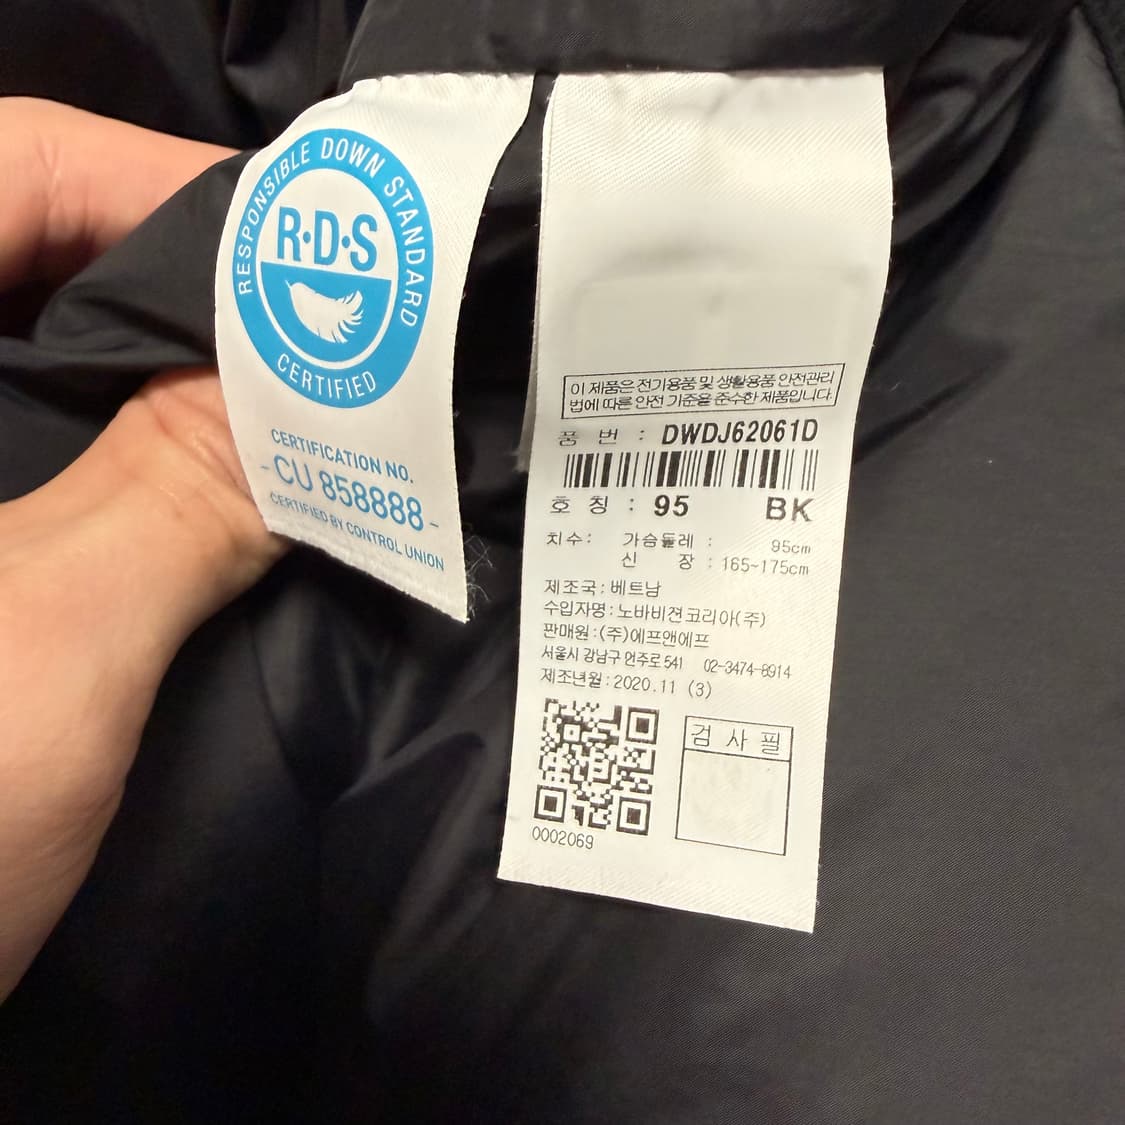 RESPONSIBLE DOWN STANDARD
R·D·S
CERTIFIED
CERTIFICATION NO.
-CU 858888-
CERTIFIED BY CONTROL UNION
이 제품은 전기용품 및 생활용품 안전관리
법에 따른 안전 기준을 준수한 제품입니다.
품 번 : DWDJ62061D
호 칭 : 95 BK
치수: 가슴둘레 : 95cm
신 장 : 165~175cm
제조국: 베트남
수입자명: 노바비젼코리아(주)
판매원:(주)에프앤에프
서울시 강남구 언주로 541 02-3474-8914
제조년월: 2020.11 (3)
검 사 필
0002069